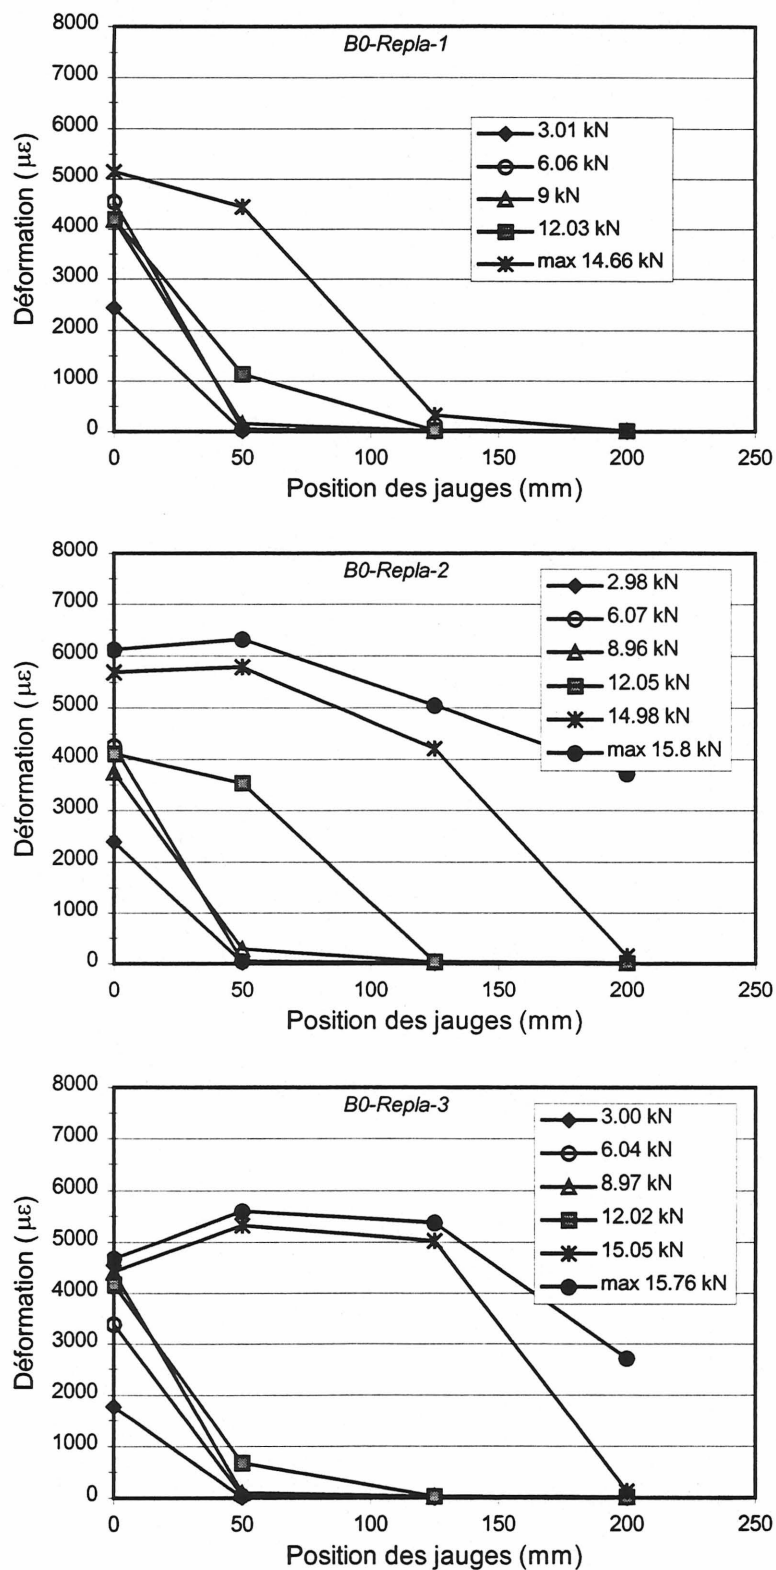 B0-Repla-1
Déformation (µε)
8000
7000
6000
5000
4000
3000
2000
1000
0
3.01 kN
6.06 kN
9 kN
12.03 kN
max 14.66 kN
0 50 100 150 200 250
Position des jauges (mm)
B0-Repla-2
Déformation (µε)
8000
7000
6000
5000
4000
3000
2000
1000
0
2.98 kN
6.07 kN
8.96 kN
12.05 kN
14.98 kN
max 15.8 kN
0 50 100 150 200 250
Position des jauges (mm)
B0-Repla-3
Déformation (µε)
8000
7000
6000
5000
4000
3000
2000
1000
0
3.00 kN
6.04 kN
8.97 kN
12.02 kN
15.05 kN
max 15.76 kN
0 50 100 150 200 250
Position des jauges (mm)